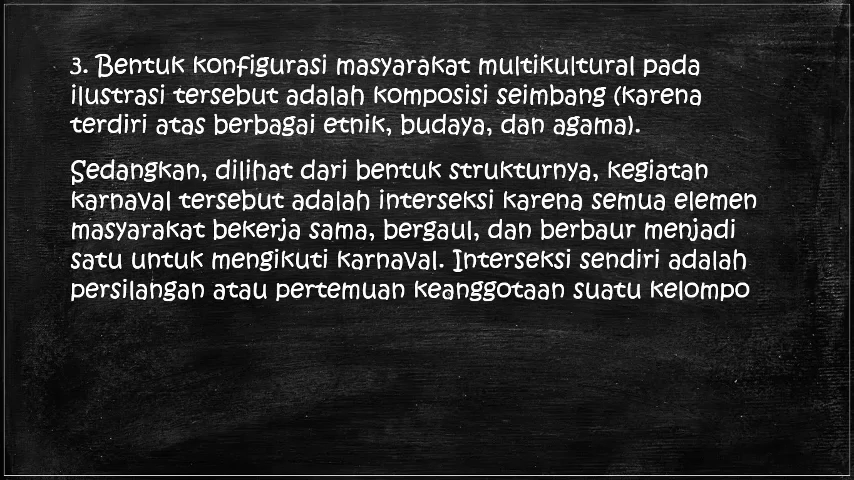 3. Bentuk konfigurasi masyarakat multikultural pada
ilustrasi tersebut adalah komposisi seimbang (karena
terdiri atas berbagai etnik, budaya, dan agama).
Sedangkan, dilihat dari bentuk strukturnya, kegiatan
karnaval tersebut adalah interseksi karena semua elemen
masyarakat bekerja sama, bergaul, dan berbaur menjadi
satu untuk mengikuti karnaval. Interseksi sendiri adalah
persilangan atau pertemuan keanggotaan suatu kelompo